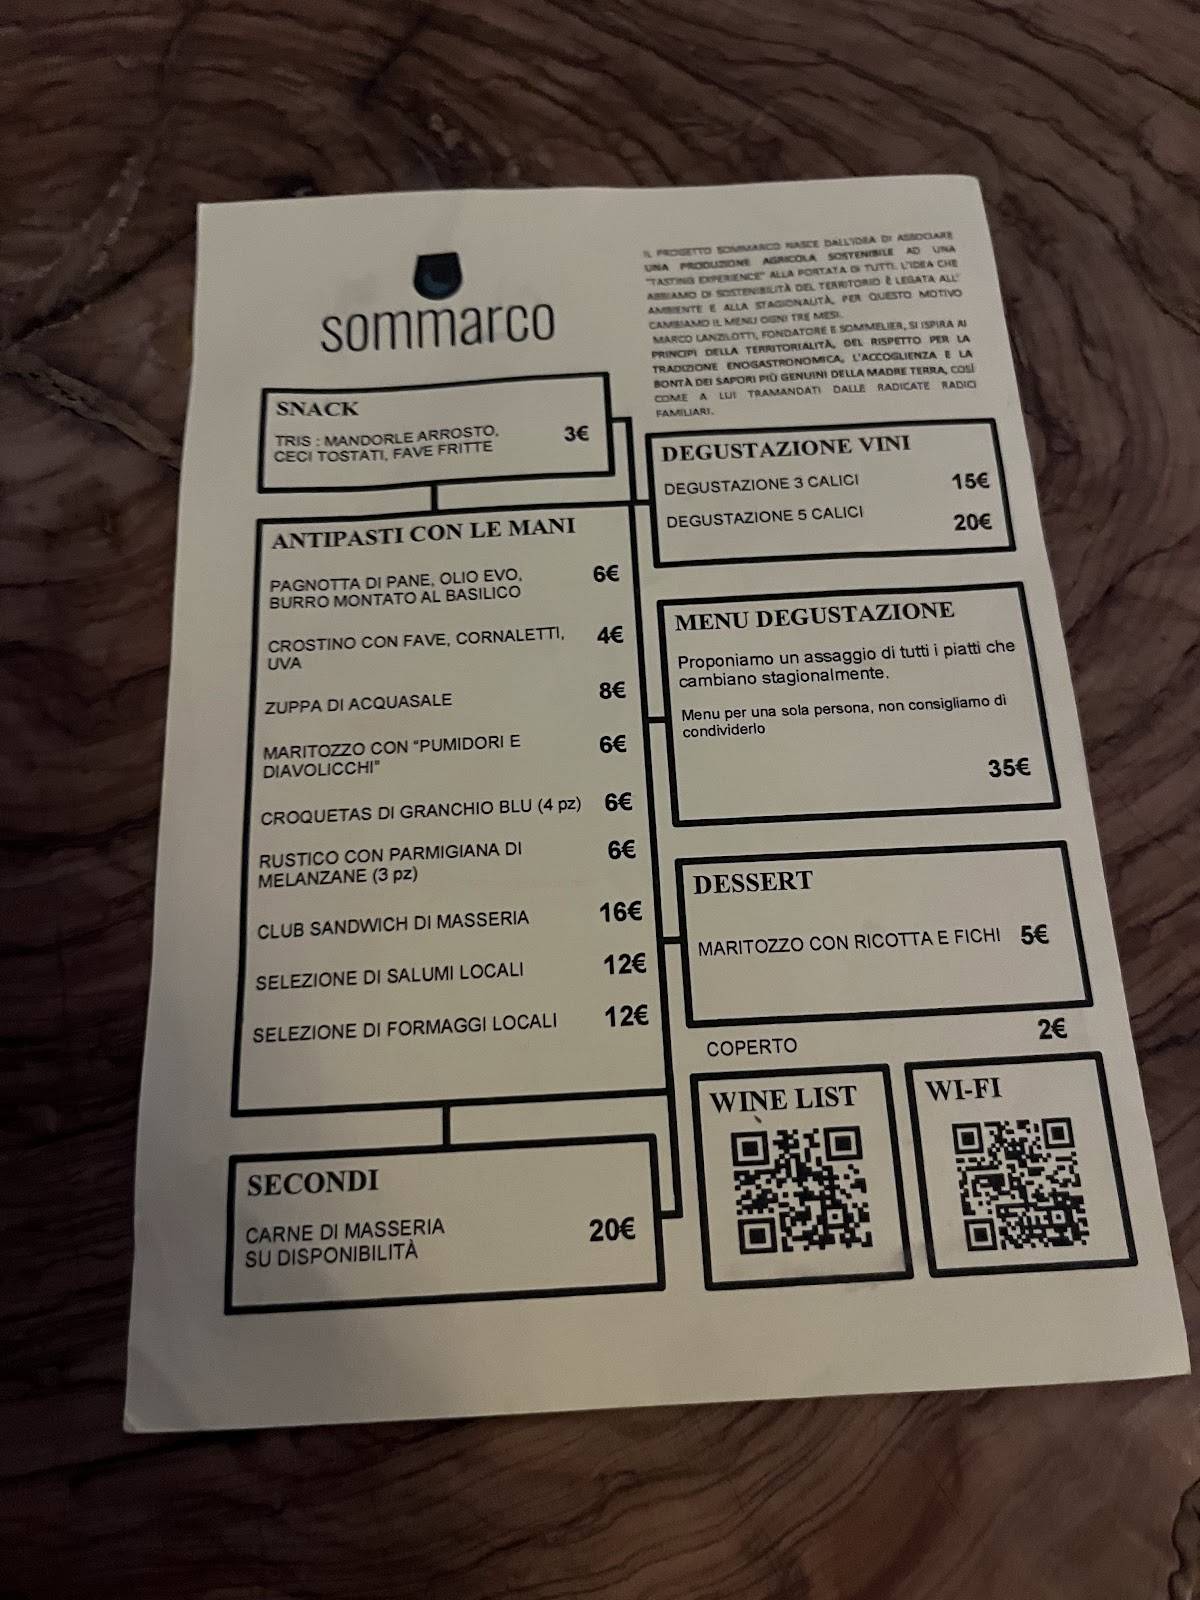 sommarco
IL PROGETTO SOMMARCO NASCE DALL'IDEA DI ASSOCIARE
UNA PRODUZIONE AGRICOLA SOSTENIBILE AD UNA
"TASTING EXPERIENCE" ALLA PORTATA DI TUTTI. L'IDEA CHE
ABBIAMO DI SOSTENIBILITÀ DEL TERRITORIO È LEGATA ALL'
AMBIENTE E ALLA STAGIONALITÀ, PER QUESTO MOTIVO
CAMBIAMO IL MENU OGNI TRE MESI.
MARCO LANZILOTTI, FONDATORE E SOMMELIER, SI ISPIRA AI
PRINCIPI DELLA TERRITORIALITÀ, DEL RISPETTO PER LA
TRADIZIONE ENOGASTRONOMICA, L'ACCOGLIENZA E LA
BONTÀ DEI SAPORI PIÙ GENUINI DELLA MADRE TERRA, COSÌ
COME A LUI TRAMANDATI DALLE RADICATE RADICI
FAMILIARI.
SNACK
TRIS : MANDORLE ARROSTO, 3€
CECI TOSTATI, FAVE FRITTE
ANTIPASTI CON LE MANI
PAGNOTTA DI PANE, OLIO EVO, 6€
BURRO MONTATO AL BASILICO
CROSTINO CON FAVE, CORNALETTI, 4€
UVA
ZUPPA DI ACQUASALE 8€
MARITOZZO CON “PUMIDORI E 6€
DIAVOLICCHI”
CROQUETAS DI GRANCHIO BLU (4 pz) 6€
RUSTICO CON PARMIGIANA DI 6€
MELANZANE (3 pz)
CLUB SANDWICH DI MASSERIA 16€
SELEZIONE DI SALUMI LOCALI 12€
SELEZIONE DI FORMAGGI LOCALI 12€
SECONDI
CARNE DI MASSERIA 20€
SU DISPONIBILITÀ
DEGUSTAZIONE VINI
DEGUSTAZIONE 3 CALICI 15€
DEGUSTAZIONE 5 CALICI 20€
MENU DEGUSTAZIONE
Proponiamo un assaggio di tutti i piatti che
cambiano stagionalmente.
Menu per una sola persona, non consigliamo di
condividerlo
35€
DESSERT
MARITOZZO CON RICOTTA E FICHI 5€
COPERTO 2€
WINE LIST
WI-FI